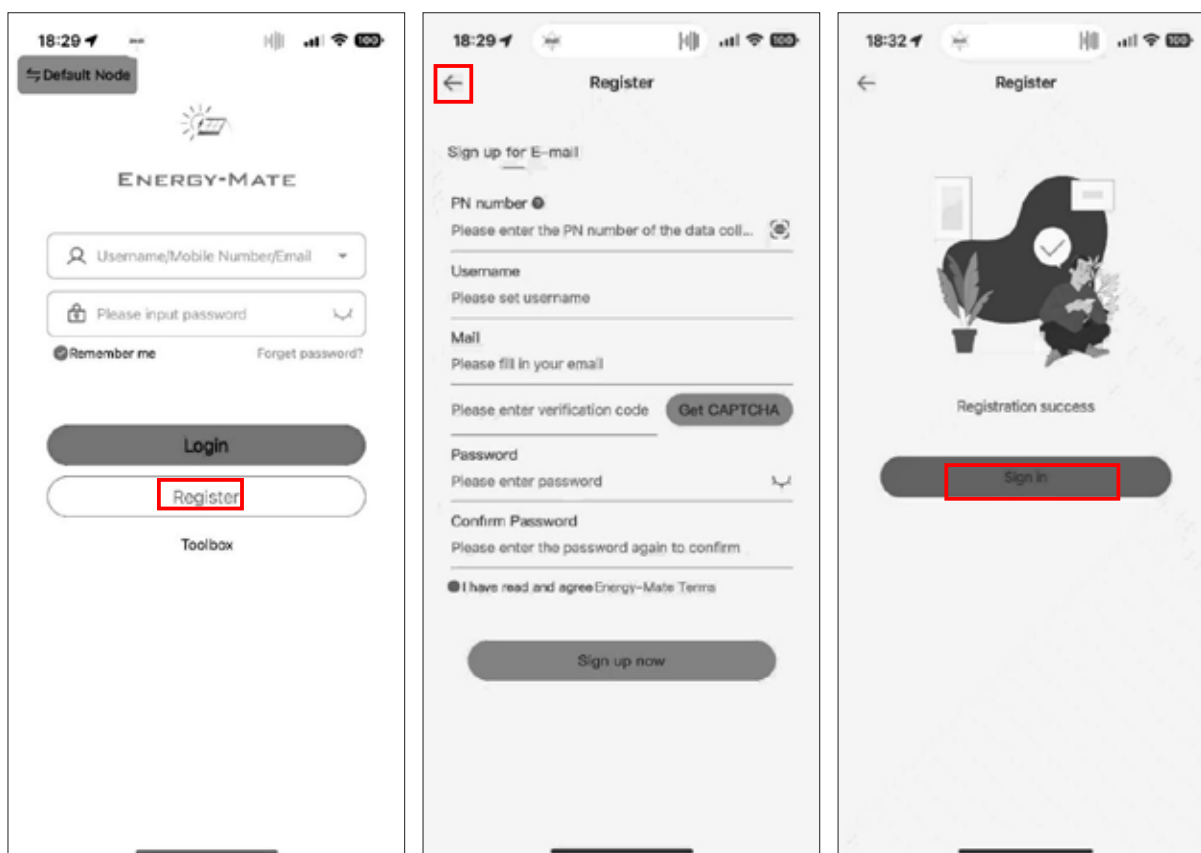 18:29
100
Default Node
ENERGY-MATE
Username/Mobile Number/Email
Please input password
Remember me
Forget password?
Login
Register
Toolbox
18:29
100
Register
Sign up for E-mail
PN number
Please enter the PN number of the data coll...
Username
Please set username
Mail
Please fill in your email
Please enter verification code
Get CAPTCHA
Password
Please enter password
Confirm Password
Please enter the password again to confirm
I have read and agree Energy-Mate Terms
Sign up now
18:32
100
Register
Registration success
Sign in